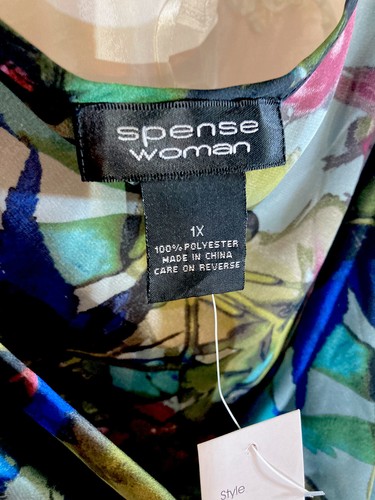 spense
woman
1X
100% POLYESTER
MADE IN CHINA
CARE ON REVERSE
Style